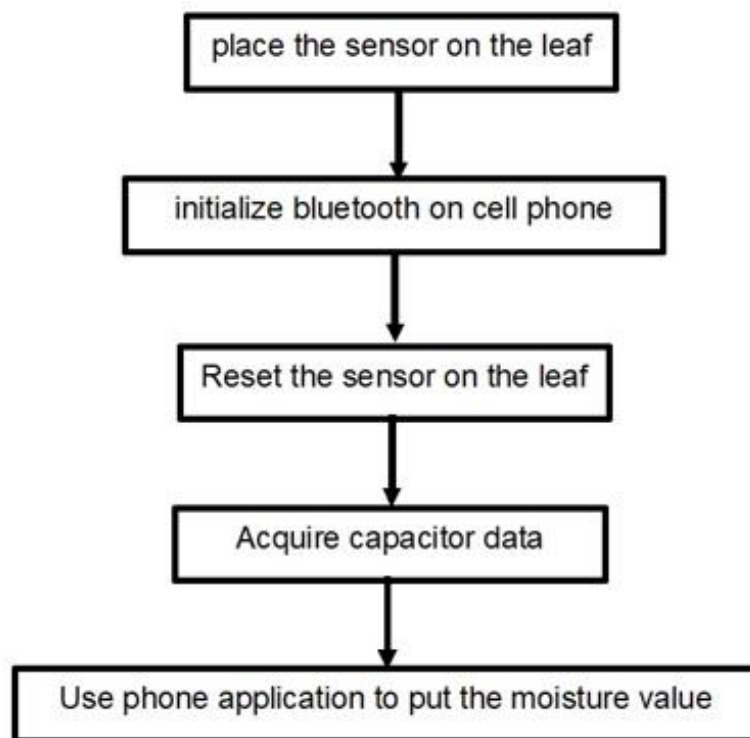 place the sensor on the leaf
initialize bluetooth on cell phone
Reset the sensor on the leaf
Acquire capacitor data
Use phone application to put the moisture value